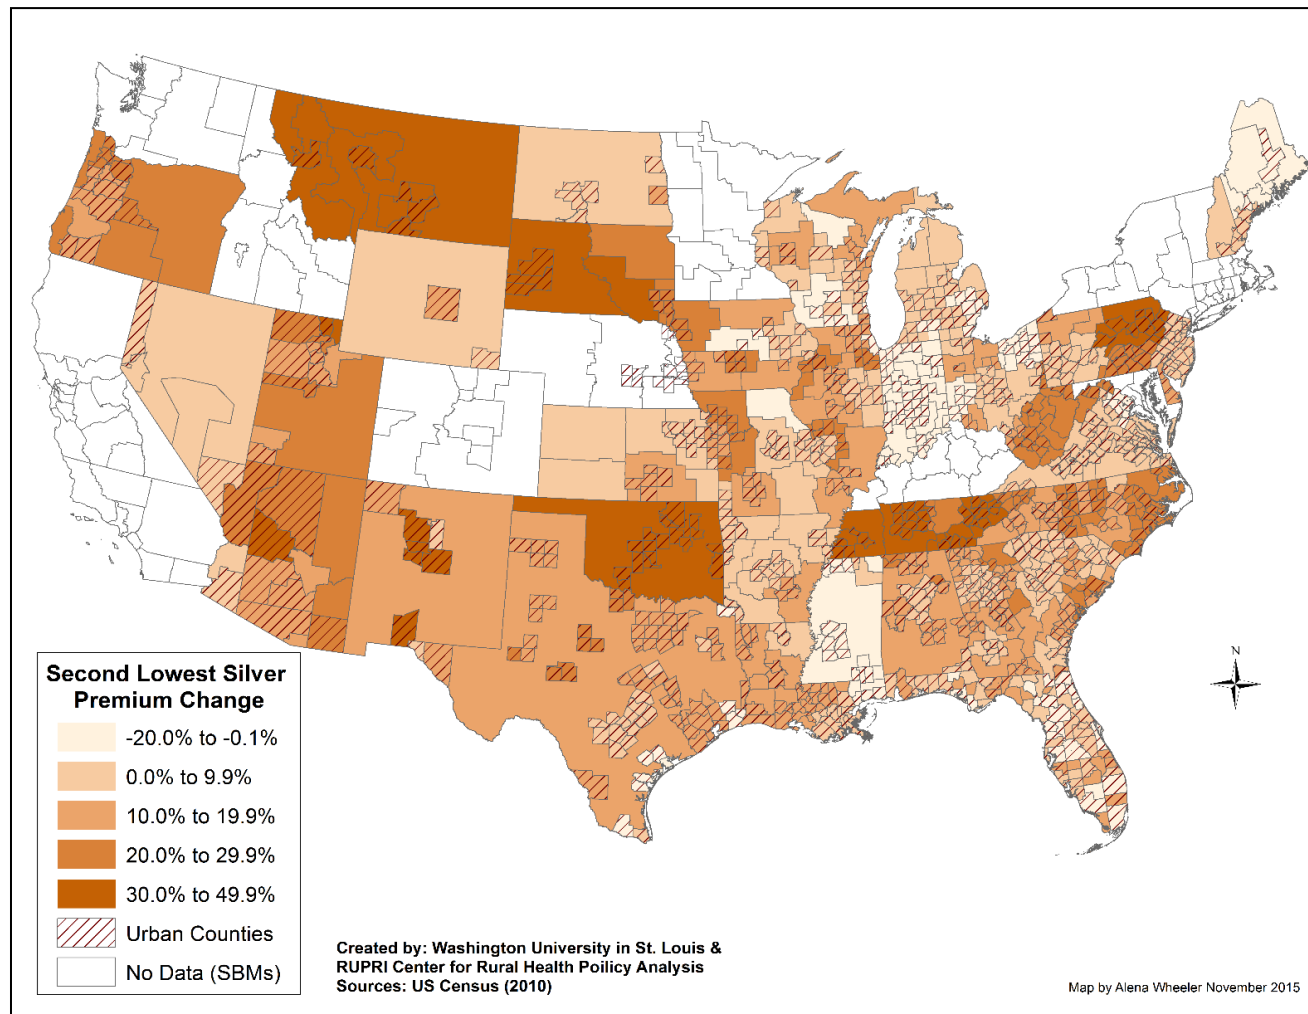 N
Second Lowest Silver
Premium Change
-20.0% to -0.1%
0.0% to 9.9%
10.0% to 19.9%
20.0% to 29.9%
30.0% to 49.9%
Urban Counties
No Data (SBMs)
Created by: Washington University in St. Louis &
RUPRI Center for Rural Health Poilicy Analysis
Sources: US Census (2010)
Map by Alena Wheeler November 2015